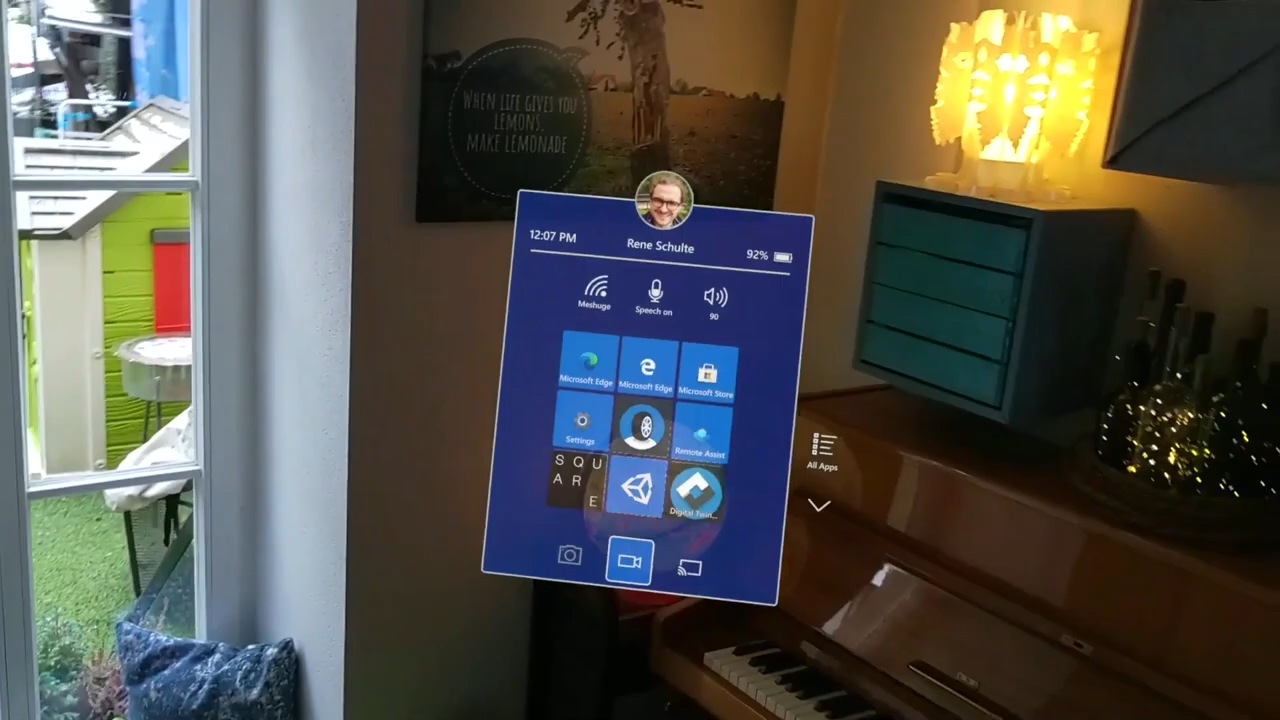 WHEN LIFE GIVES YOU
LEMONS,
MAKE LEMONADE
12:07 PM
Rene Schulte
92%
Meshuge
Speech on
90
Microsoft Edge
Microsoft Edge
Microsoft Store
Settings
Remote Assist
S Q U
A R
E
Digital Twin...
All Apps